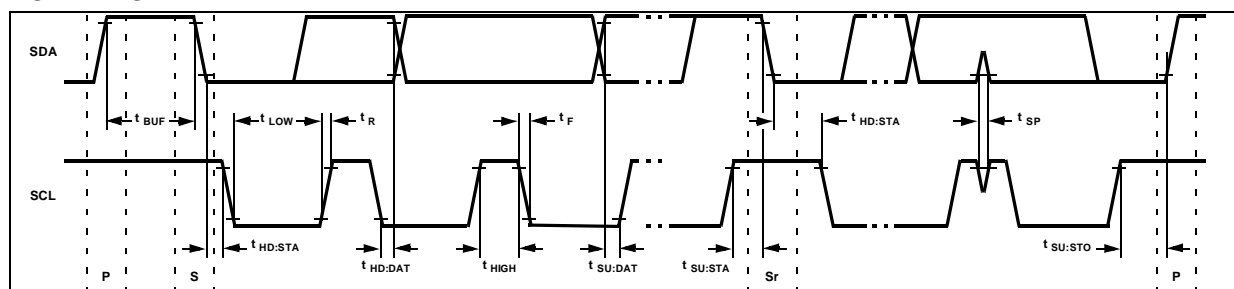 SDA
t BUF
t LOW
t R
t F
t HD:STA
t SP
SCL
t HD:STA
t HD:DAT
t HIGH
t SU:DAT
t SU:STA
t SU:STO
P
S
Sr
P